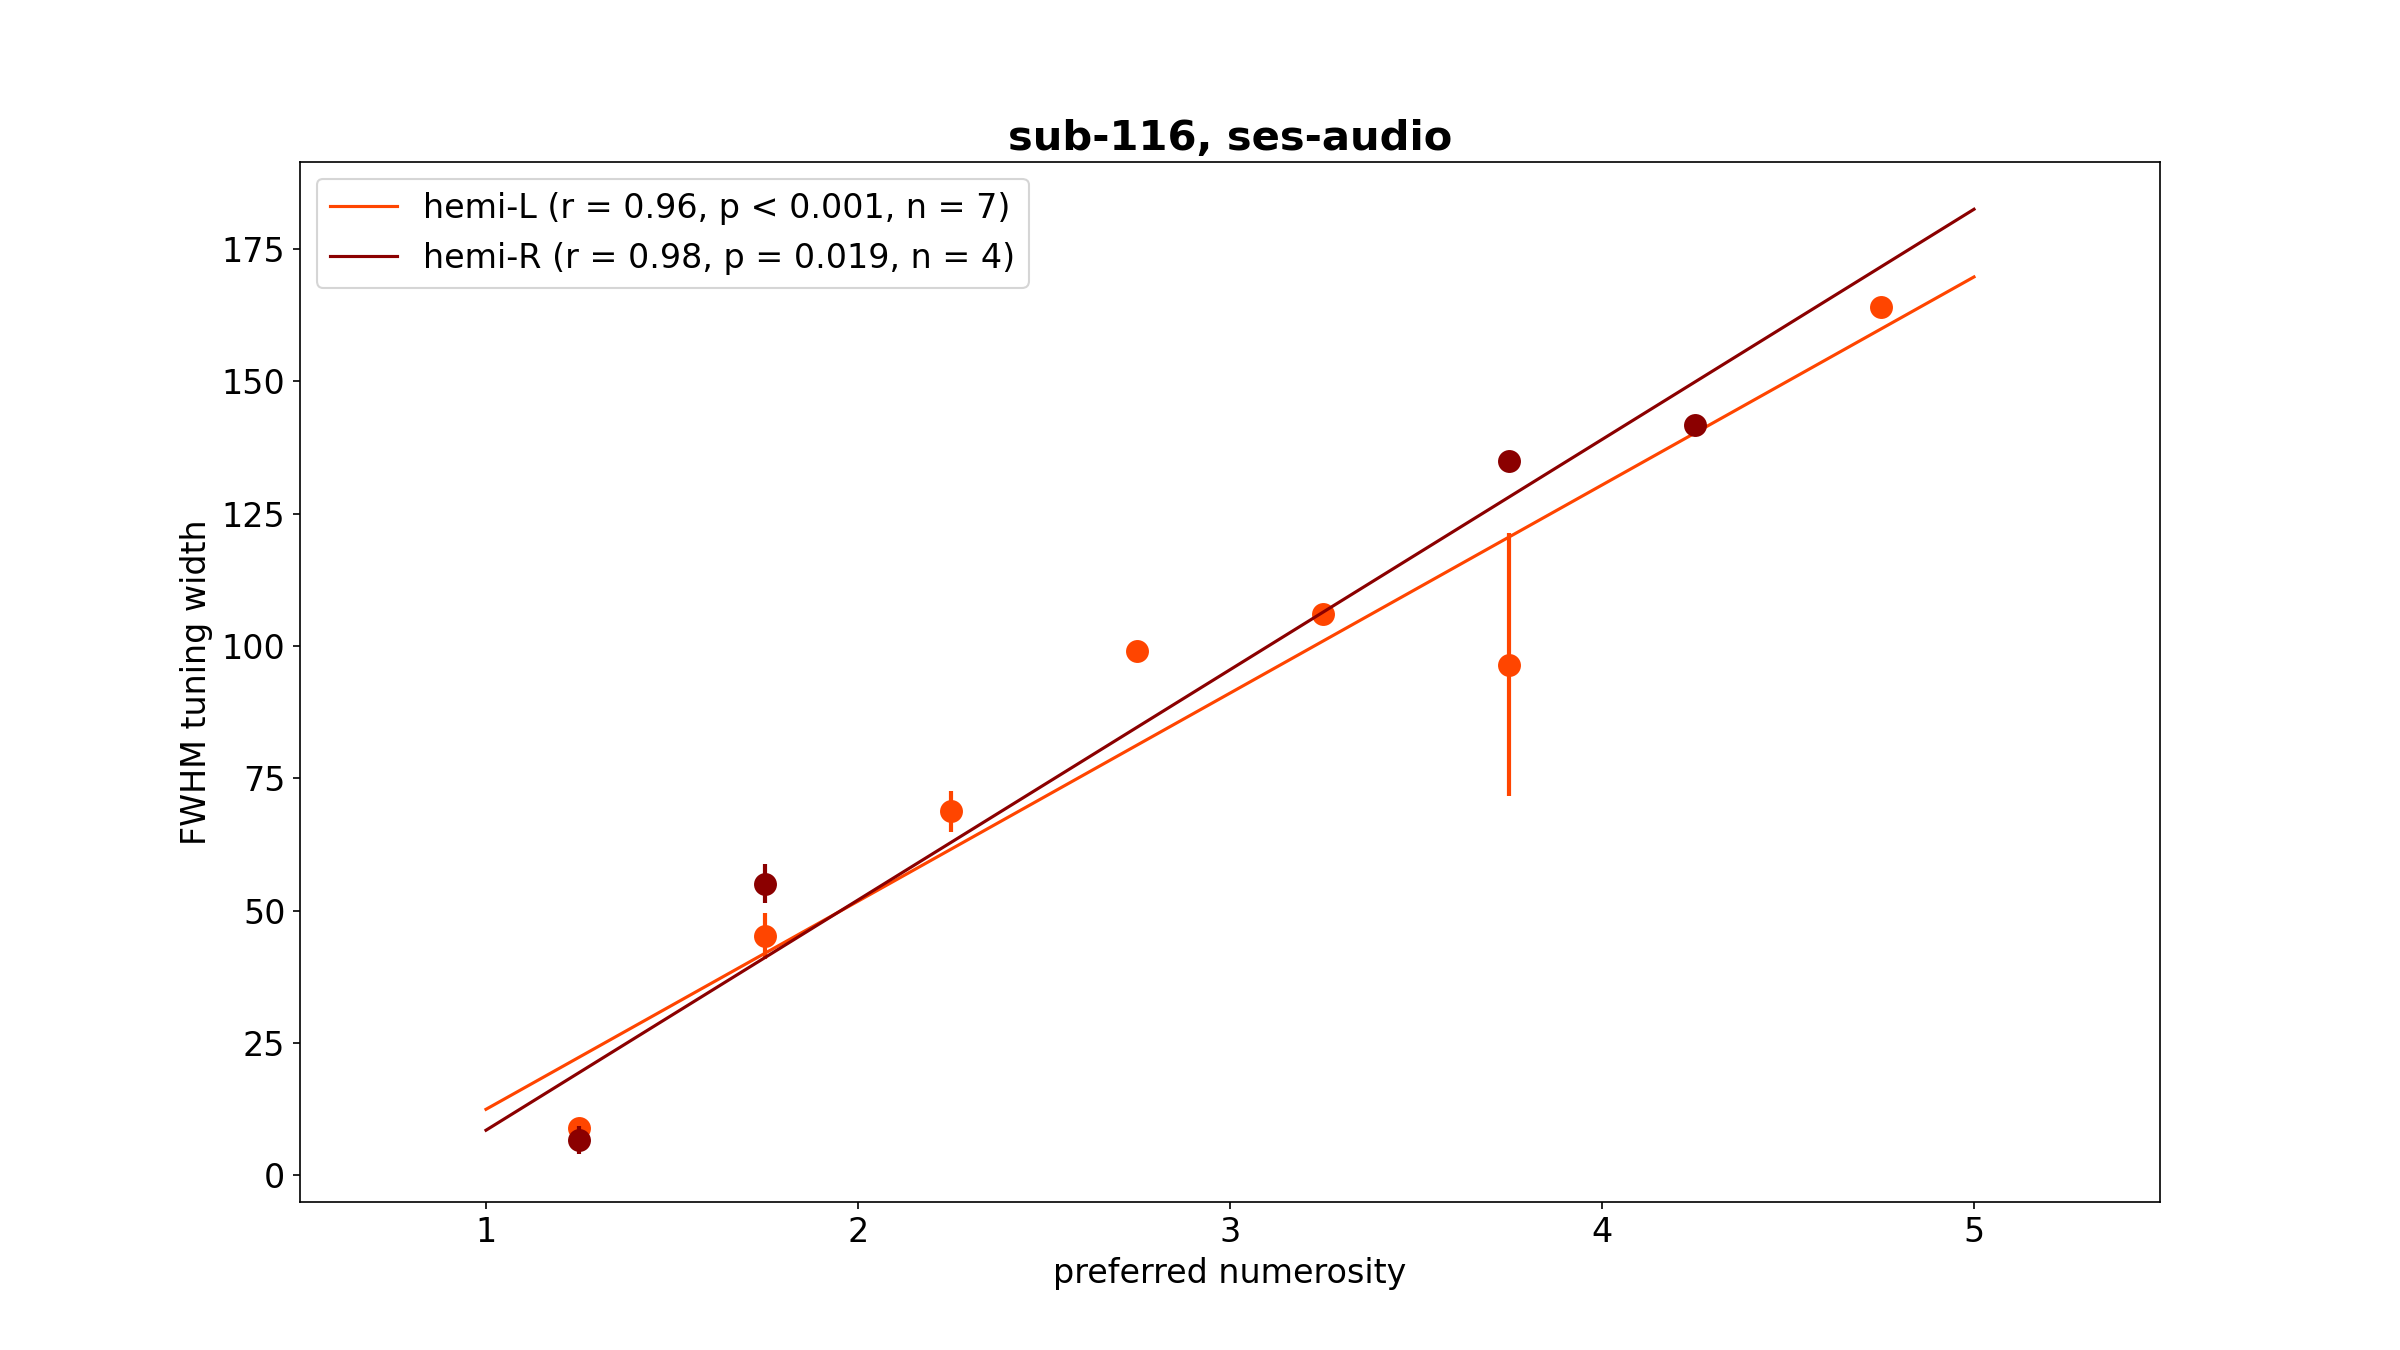 sub-116, ses-audio
hemi-L (r = 0.96, p < 0.001, n = 7)
hemi-R (r = 0.98, p = 0.019, n = 4)
175
150
125
100
75
50
25
0
FWHM tuning width
1 2 3 4 5
preferred numerosity